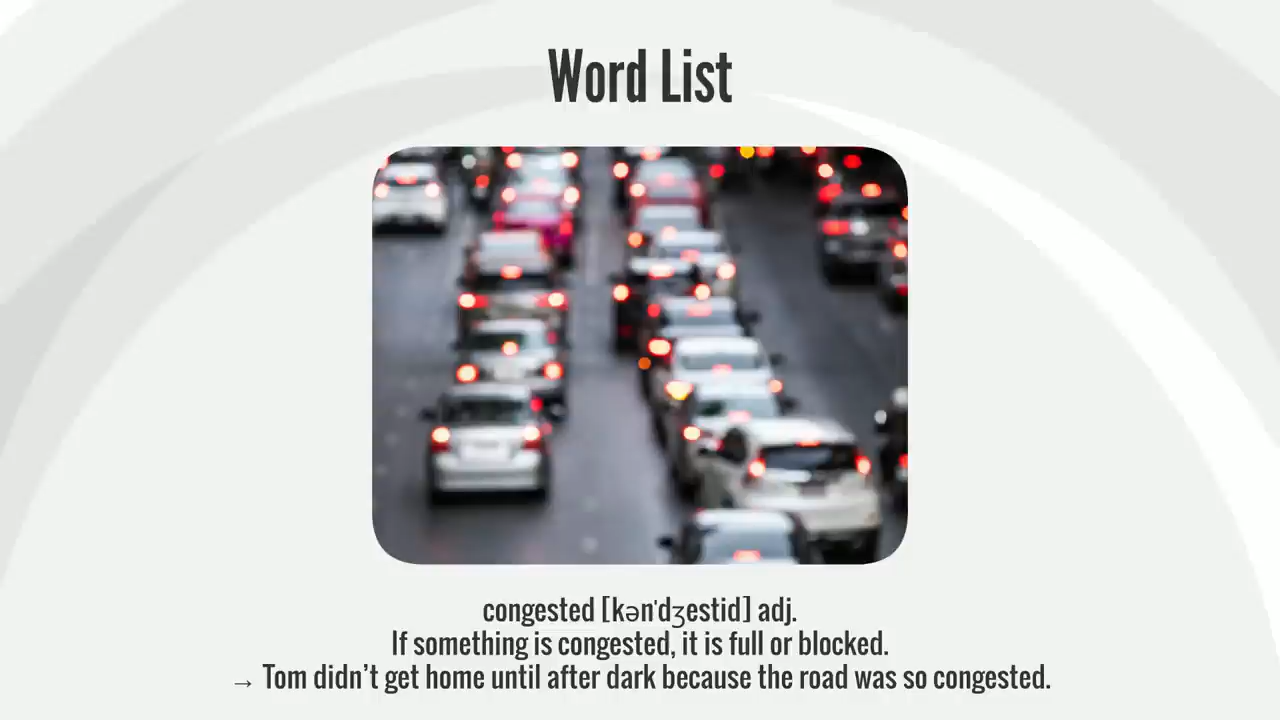 Word List
congested [kənˈdʒestid] adj.
If something is congested, it is full or blocked.
→ Tom didn’t get home until after dark because the road was so congested.